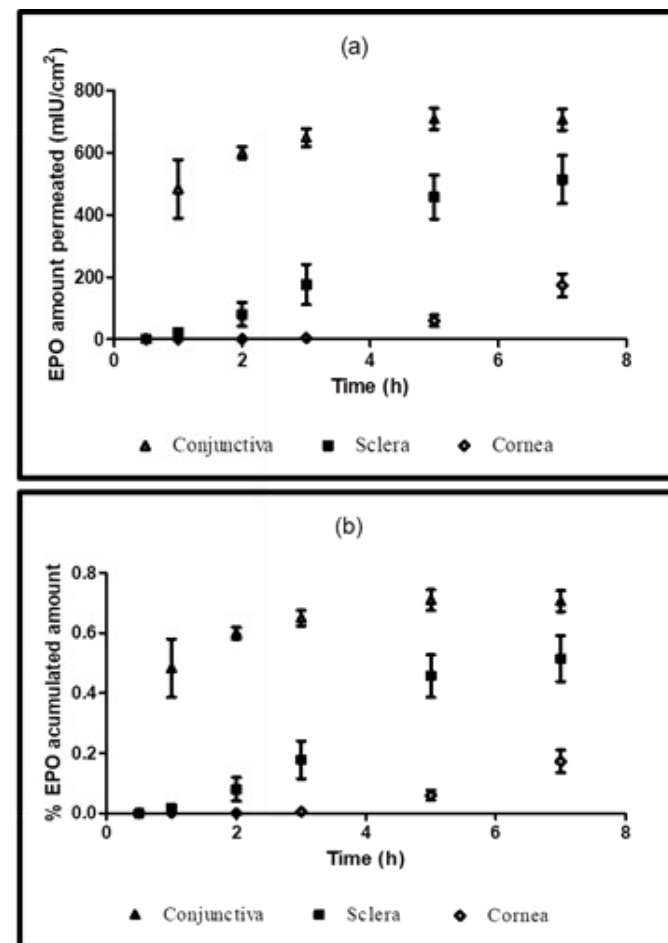 (a)
EPO amount permeated (mIU/cm²)
800
600
400
200
0
0 2 4 6 8
Time (h)
Conjunctiva Sclera Cornea
(b)
% EPO acumulated amount
0.8
0.6
0.4
0.2
0.0
0 2 4 6 8
Time (h)
Conjunctiva Sclera Cornea